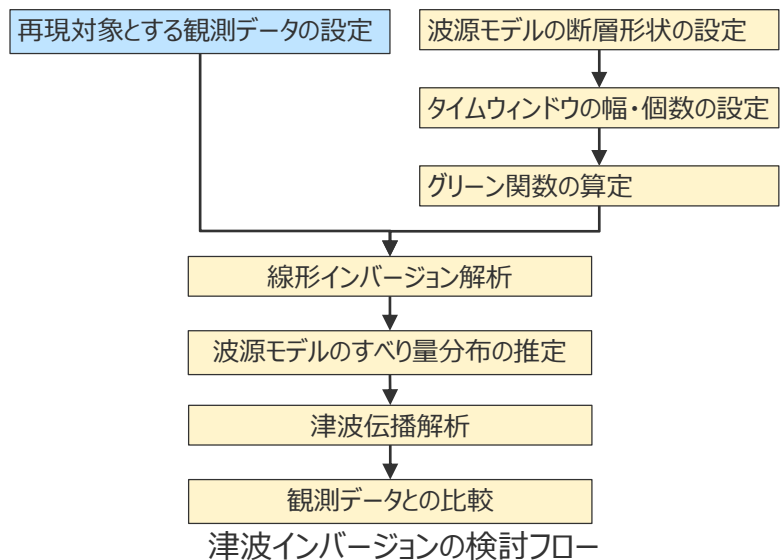 再現対象とする観測データの設定
波源モデルの断層形状の設定
タイムウィンドウの幅・個数の設定
グリーン関数の算定
線形インバージョン解析
波源モデルのすべり量分布の推定
津波伝播解析
観測データとの比較
津波インバージョンの検討フロー